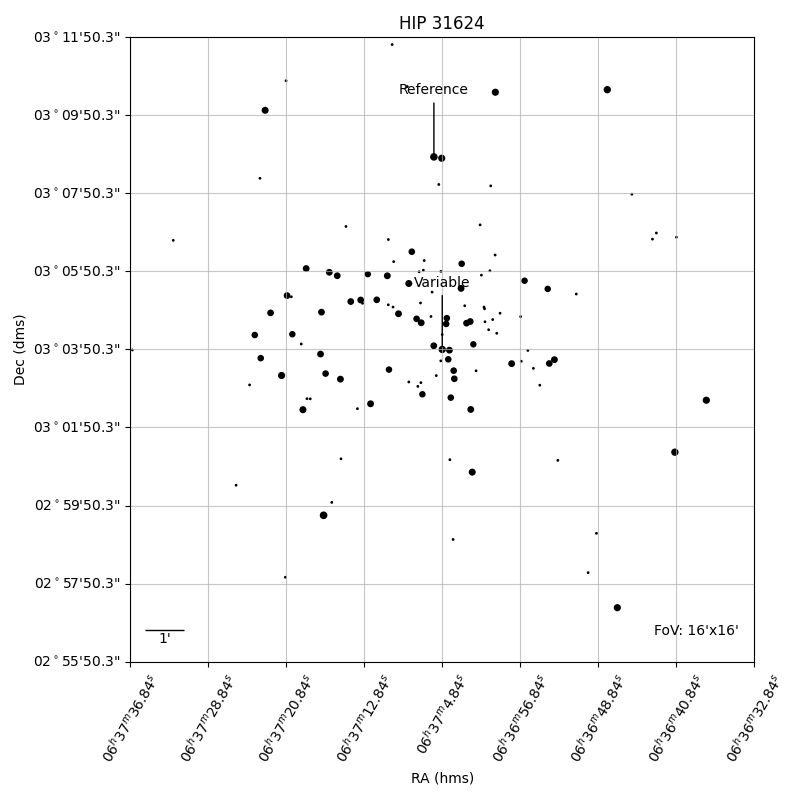 HIP 31624
03°11'50.3"
Reference
03°09'50.3"
03°07'50.3"
03°05'50.3"
Variable
Dec (dms)
03°03'50.3"
03°01'50.3"
02°59'50.3"
02°57'50.3"
1'
FoV: 16'x16'
02°55'50.3"
06ʰ37ᵐ36.84ˢ
06ʰ37ᵐ28.84ˢ
06ʰ37ᵐ20.84ˢ
06ʰ37ᵐ12.84ˢ
06ʰ37ᵐ4.84ˢ
06ʰ36ᵐ56.84ˢ
06ʰ36ᵐ48.84ˢ
06ʰ36ᵐ40.84ˢ
06ʰ36ᵐ32.84ˢ
RA (hms)